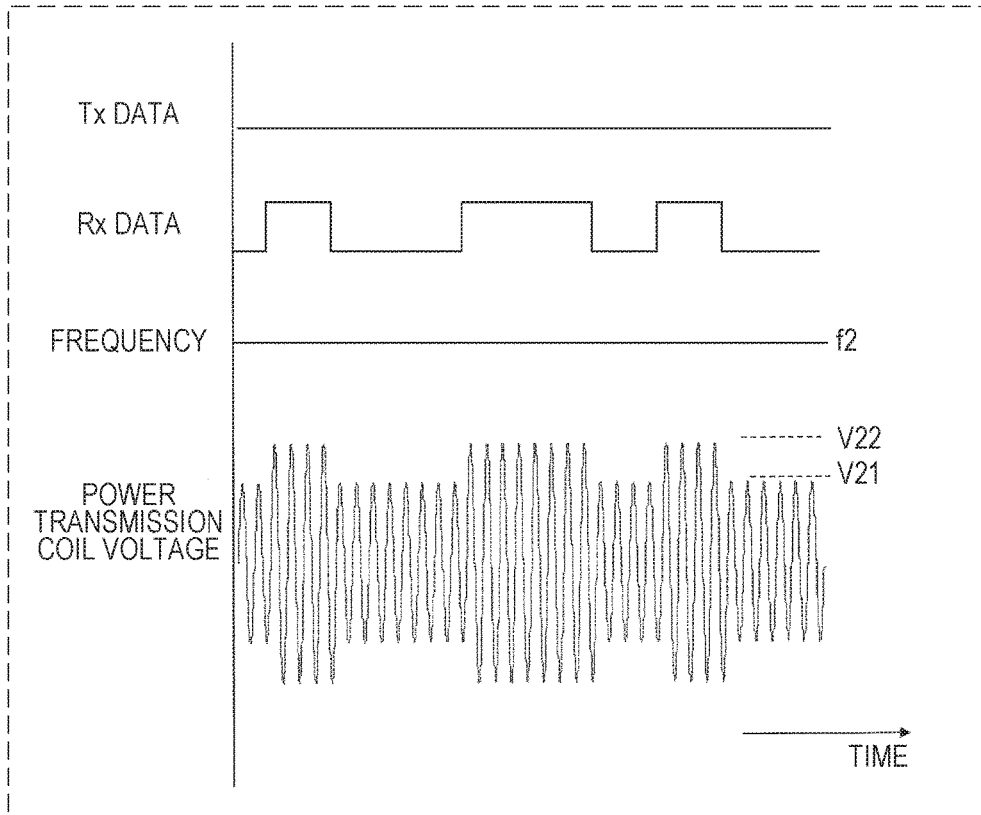 Tx DATA
Rx DATA
FREQUENCY
f2
V22
V21
POWER
TRANSMISSION
COIL VOLTAGE
TIME